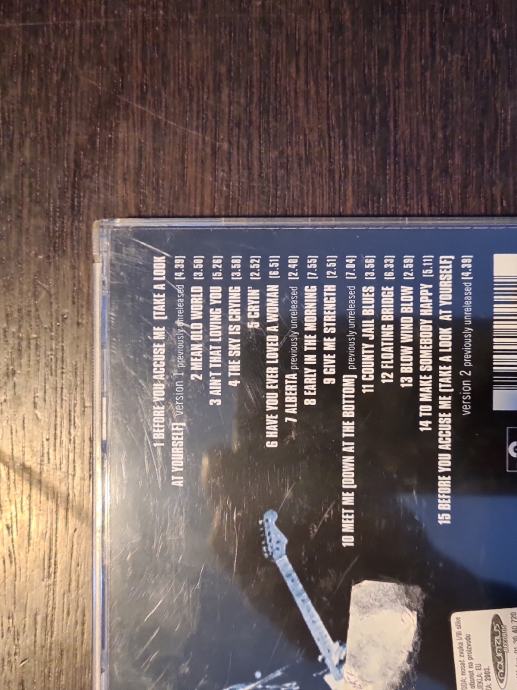 1 BEFORE YOU ACCUSE ME [TAKE A LOOK
AT YOURSELF] version 1 previously unreleased [4.39]
2 MEAN OLD WORLD [3.50]
3 AIN'T THAT LOVING YOU [5.26]
4 THE SKY IS CRYING [3.58]
5 CRYIN' [2.52]
6 HAVE YOU EVER LOVED A WOMAN [6.51]
7 ALBERTA previously unreleased [2.40]
8 EARLY IN THE MORNING [7.55]
9 GIVE ME STRENGTH [2.51]
10 MEET ME [DOWN AT THE BOTTOM] previously unreleased [7.04]
11 COUNTY JAIL BLUES [3.56]
12 FLOATING BRIDGE [6.33]
13 BLOW WIND BLOW [2.59]
14 TO MAKE SOMEBODY HAPPY [5.11]
15 BEFORE YOU ACCUSE ME [TAKE A LOOK AT YOURSELF]
version 2 previously unreleased [4.39]